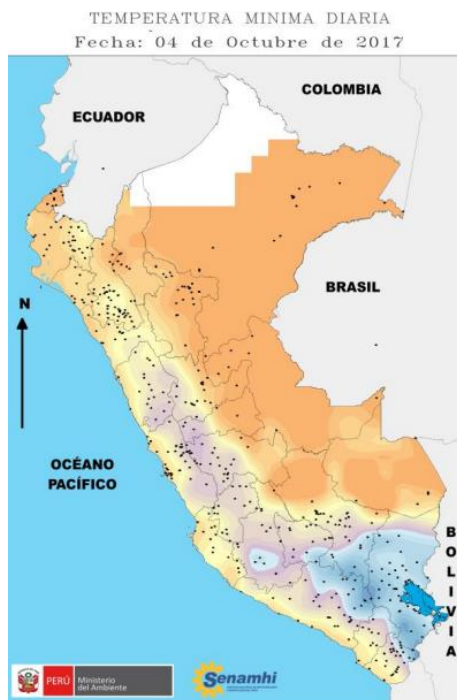 TEMPERATURA MINIMA DIARIA
Fecha: 04 de Octubre de 2017
COLOMBIA
ECUADOR
BRASIL
N
OCÉANO
PACÍFICO
BOLIVIA
PERÚ
Ministerio
del Ambiente
Senamhi